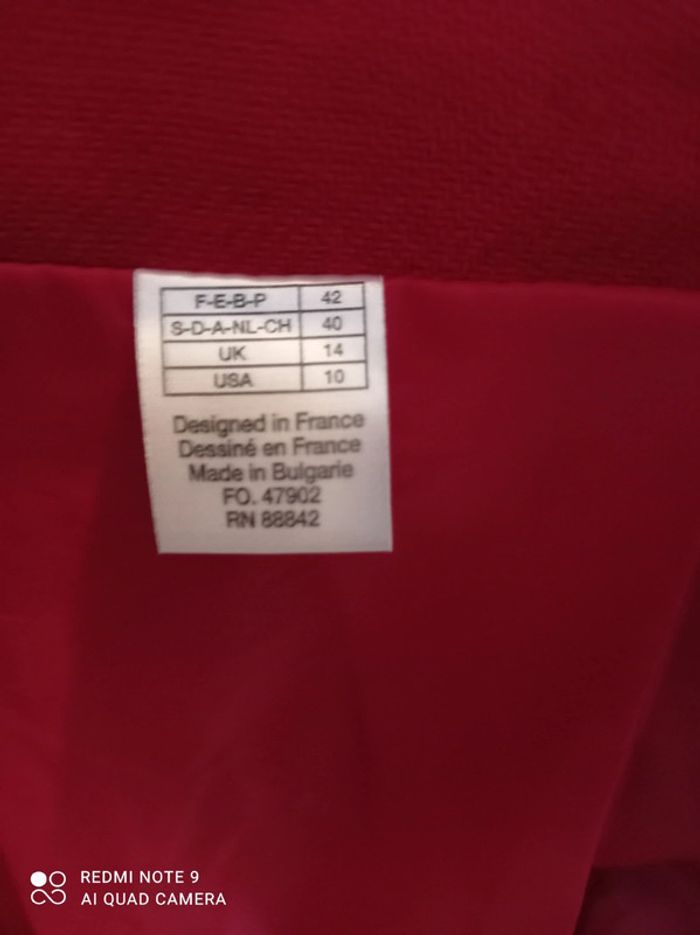 F-E-B-P 42
S-D-A-NL-CH 40
UK 14
USA 10
Designed in France
Dessiné en France
Made in Bulgarie
FO. 47902
RN 88842
REDMI NOTE 9
AI QUAD CAMERA